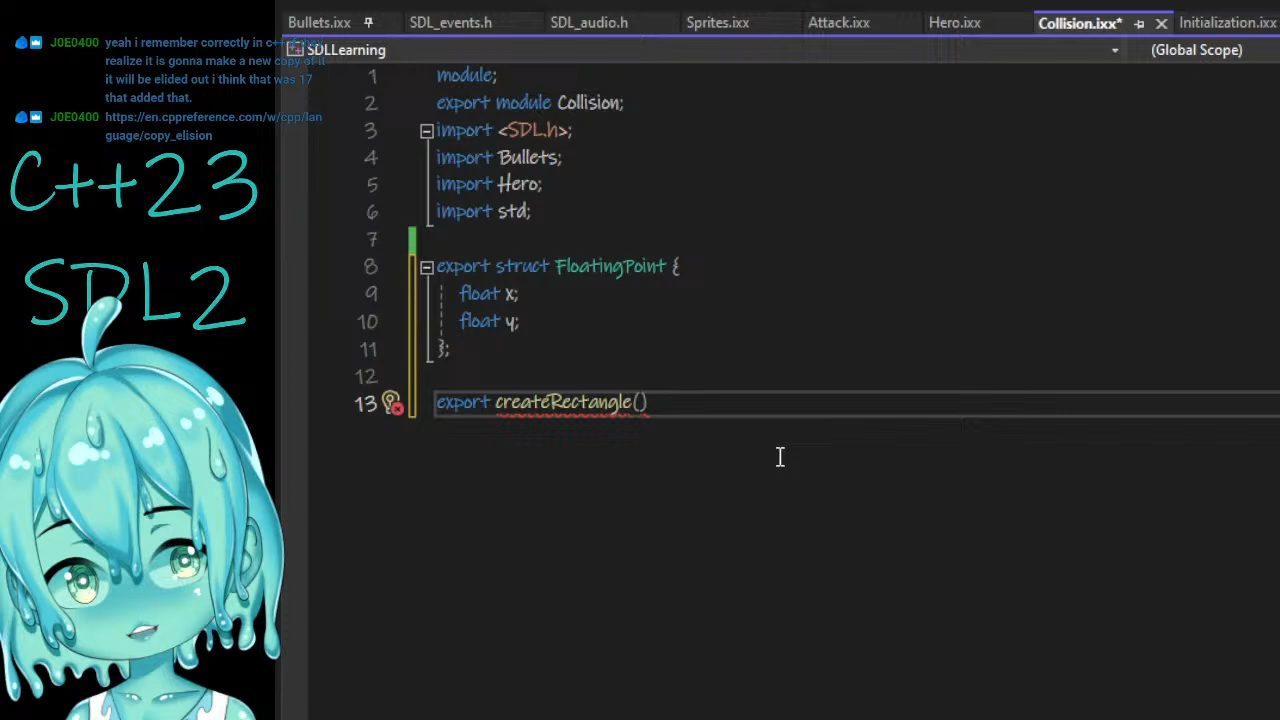 Bullets.ixx SDL_events.h SDL_audio.h Sprites.ixx Attack.ixx Hero.ixx Collision.ixx* Initialization.ixx
SDLLearning (Global Scope)
J0E0400 yeah i remember correctly in c++ if they
realize it is gonna make a new copy of it
it will be elided out i think that was 17
that added that.
J0E0400 https://en.cppreference.com/w/cpp/lan
guage/copy_elision
C++23
SDL2
1 module;
2 export module Collision;
3 import <SDL.h>;
4 import Bullets;
5 import Hero;
6 import std;
7
8 export struct FloatingPoint {
9 float x;
10 float y;
11 };
12
13 export createRectangle()